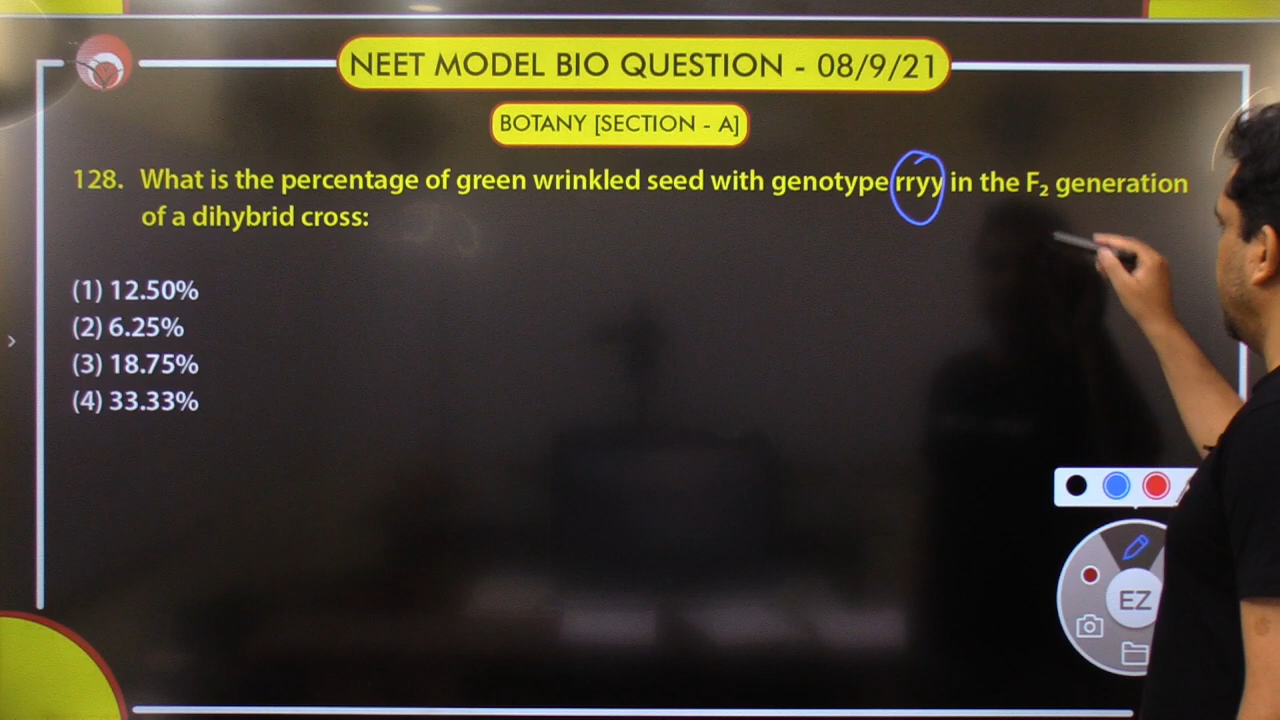 NEET MODEL BIO QUESTION - 08/9/21
BOTANY [SECTION - A]
128. What is the percentage of green wrinkled seed with genotype rryy in the F₂ generation
of a dihybrid cross:
(1) 12.50%
(2) 6.25%
(3) 18.75%
(4) 33.33%
EZ